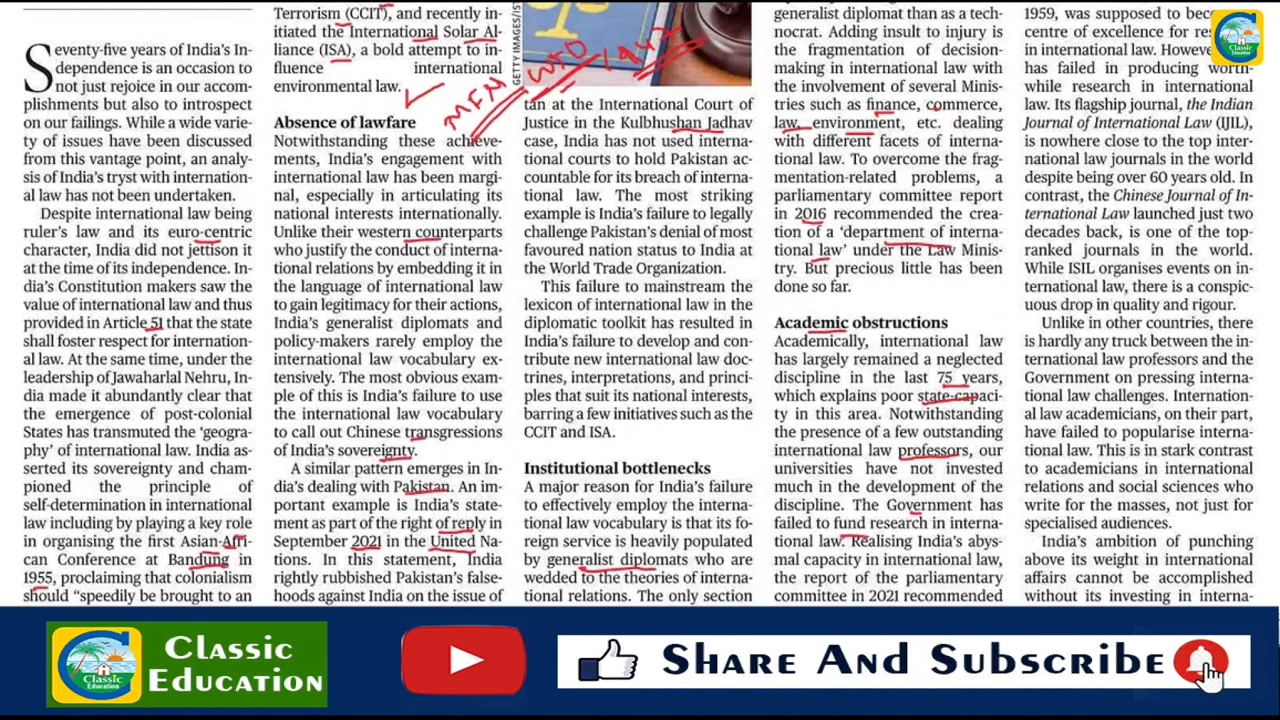 Seventy-five years of India's In-
dependence is an occasion to
not just rejoice in our accom-
plishments but also to introspect
on our failings. While a wide varie-
ty of issues have been discussed
from this vantage point, an analy-
sis of India's tryst with internation-
al law has not been undertaken.
Despite international law being
ruler's law and its euro-centric
character, India did not jettison it
at the time of its independence. In-
dia's Constitution makers saw the
value of international law and thus
provided in Article 51 that the state
shall foster respect for internation-
al law. At the same time, under the
leadership of Jawaharlal Nehru, In-
dia made it abundantly clear that
the emergence of post-colonial
States has transmuted the 'geogra-
phy' of international law. India as-
serted its sovereignty and cham-
pioned the principle of
self-determination in international
law including by playing a key role
in organising the first Asian-Afri-
can Conference at Bandung in
1955, proclaiming that colonialism
should "speedily be brought to an
Terrorism (CCIT), and recently in-
itiated the International Solar Al-
liance (ISA), a bold attempt to in-
fluence international
environmental law.
Absence of lawfare
Notwithstanding these achieve-
ments, India's engagement with
international law has been margi-
nal, especially in articulating its
national interests internationally.
Unlike their western counterparts
who justify the conduct of interna-
tional relations by embedding it in
the language of international law
to gain legitimacy for their actions,
India's generalist diplomats and
policy-makers rarely employ the
international law vocabulary ex-
tensively. The most obvious exam-
ple of this is India's failure to use
the international law vocabulary
to call out Chinese transgressions
of India's sovereignty.
A similar pattern emerges in In-
dia's dealing with Pakistan. An im-
portant example is India's state-
ment as part of the right of reply in
September 2021 in the United Na-
tions. In this statement, India
rightly rubbished Pakistan's false-
hoods against India on the issue of
GETTY IMAGES/IS
MFN WTO 1947
tan at the International Court of
Justice in the Kulbhushan Jadhav
case, India has not used interna-
tional courts to hold Pakistan ac-
countable for its breach of interna-
tional law. The most striking
example is India's failure to legally
challenge Pakistan's denial of most
favoured nation status to India at
the World Trade Organization.
This failure to mainstream the
lexicon of international law in the
diplomatic toolkit has resulted in
India's failure to develop and con-
tribute new international law doc-
trines, interpretations, and princi-
ples that suit its national interests,
barring a few initiatives such as the
CCIT and ISA.
Institutional bottlenecks
A major reason for India's failure
to effectively employ the interna-
tional law vocabulary is that its fo-
reign service is heavily populated
by generalist diplomats who are
wedded to the theories of interna-
tional relations. The only section
generalist diplomat than as a tech-
nocrat. Adding insult to injury is
the fragmentation of decision-
making in international law with
the involvement of several Minis-
tries such as finance, commerce,
law, environment, etc. dealing
with different facets of interna-
tional law. To overcome the frag-
mentation-related problems, a
parliamentary committee report
in 2016 recommended the crea-
tion of a 'department of interna-
tional law' under the Law Minis-
try. But precious little has been
done so far.
Academic obstructions
Academically, international law
has largely remained a neglected
discipline in the last 75 years,
which explains poor state-capaci-
ty in this area. Notwithstanding
the presence of a few outstanding
international law professors, our
universities have not invested
much in the development of the
discipline. The Government has
failed to fund research in interna-
tional law. Realising India's abys-
mal capacity in international law,
the report of the parliamentary
committee in 2021 recommended
1959, was supposed to
centre of excellence for
in international law. Howev
has failed in producing worth-
while research in international
law. Its flagship journal, the Indian
Journal of International Law (IJIL),
is nowhere close to the top inter-
national law journals in the world
despite being over 60 years old. In
contrast, the Chinese Journal of In-
ternational Law launched just two
decades back, is one of the top-
ranked journals in the world.
While ISIL organises events on in-
ternational law, there is a conspic-
uous drop in quality and rigour.
Unlike in other countries, there
is hardly any truck between the in-
ternational law professors and the
Government on pressing interna-
tional law challenges. Internation-
al law academicians, on their part,
have failed to popularise interna-
tional law. This is in stark contrast
to academicians in international
relations and social sciences who
write for the masses, not just for
specialised audiences.
India's ambition of punching
above its weight in international
affairs cannot be accomplished
without its investing in interna-
Classic
Education
Classic
Education
Classic
Education
Share And Subscribe